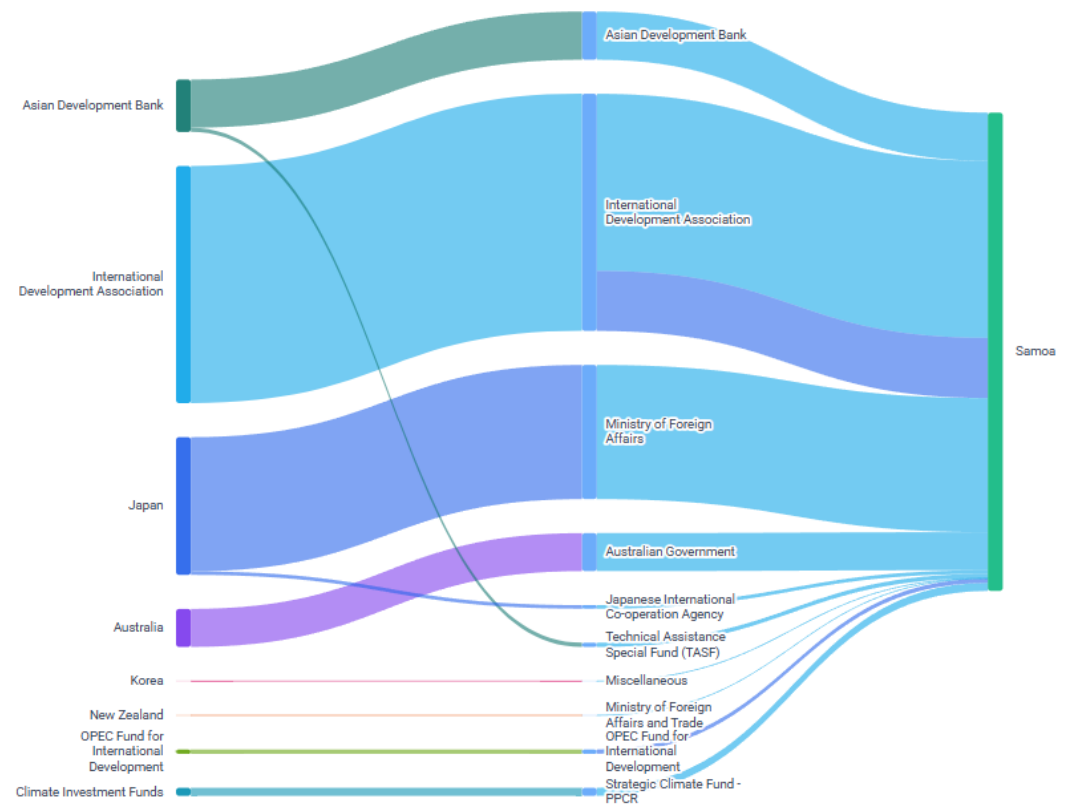 Asian Development Bank
International
Development Association
Japan
Australia
Korea
New Zealand
OPEC Fund for
International
Development
Climate Investment Funds
Asian Development Bank
International
Development Association
Ministry of Foreign
Affairs
Australian Government
Japanese International
Co-operation Agency
Technical Assistance
Special Fund (TASF)
Miscellaneous
Ministry of Foreign
Affairs and Trade
OPEC Fund for
International
Development
Strategic Climate Fund -
PPCR
Samoa